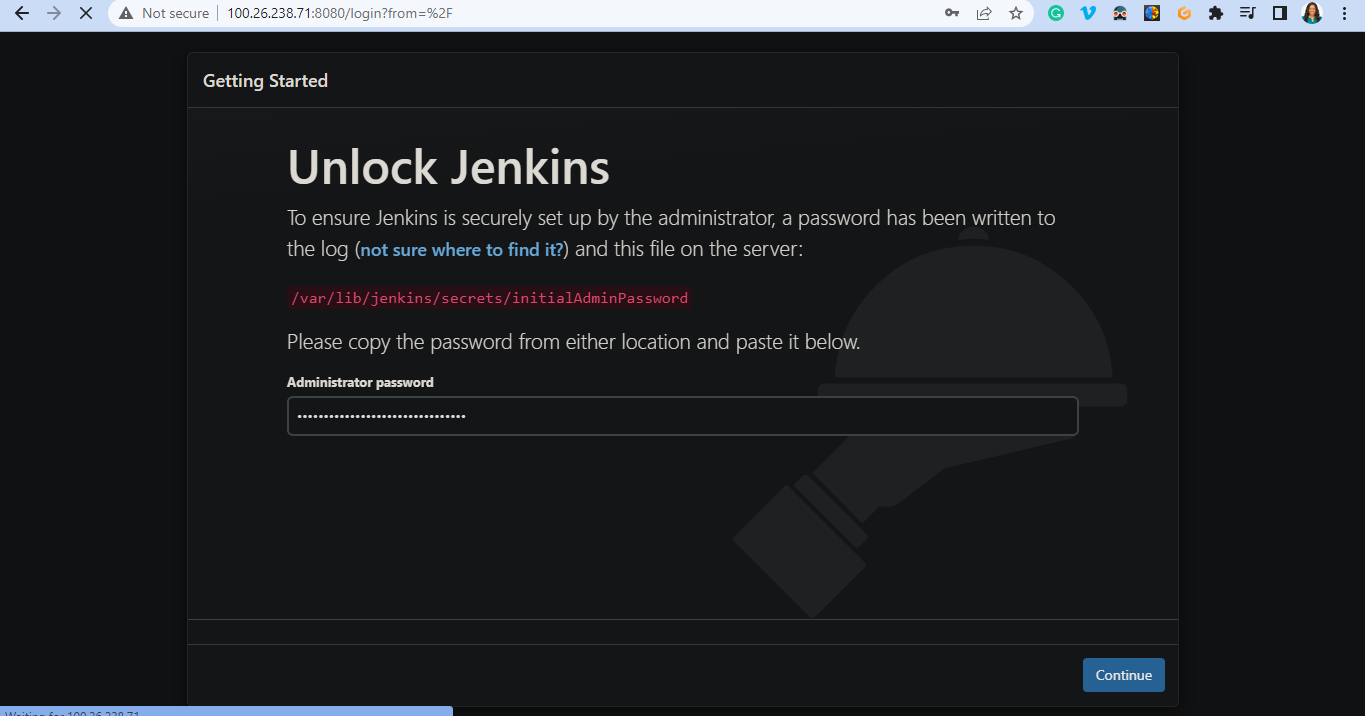 Not secure 100.26.238.71:8080/login?from=%2F
Getting Started
Unlock Jenkins
To ensure Jenkins is securely set up by the administrator, a password has been written to
the log (not sure where to find it?) and this file on the server:
/var/lib/jenkins/secrets/initialAdminPassword
Please copy the password from either location and paste it below.
Administrator password
Continue
Waiting for 100.26.238.71